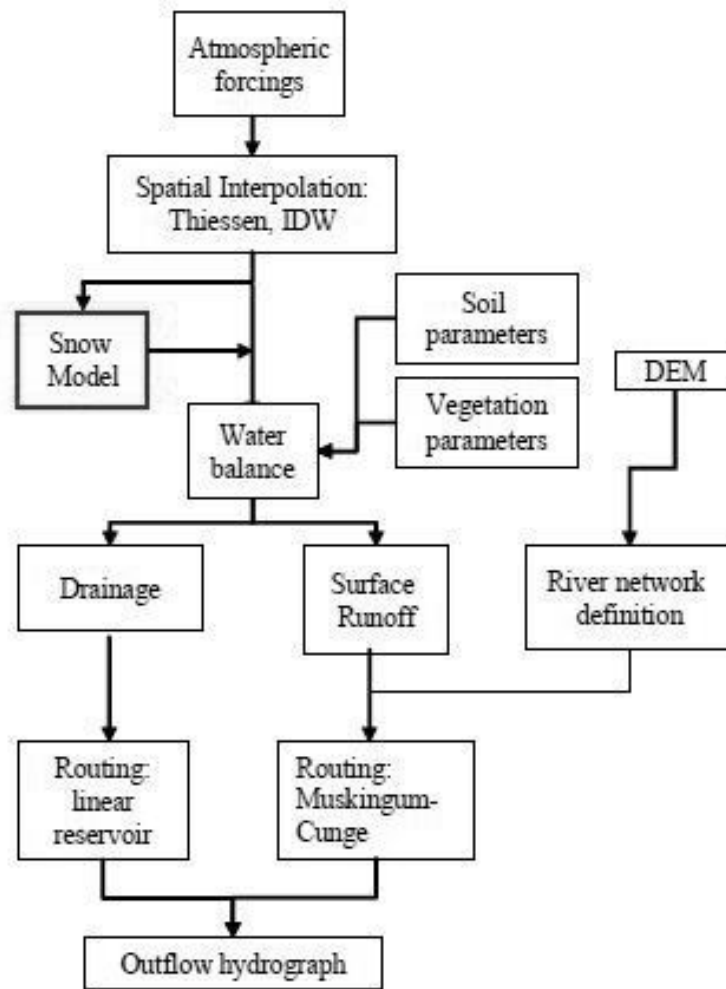 Atmospheric
forcings
Spatial Interpolation:
Thiessen, IDW
Snow
Model
Soil
parameters
Vegetation
parameters
DEM
Water
balance
Drainage
Surface
Runoff
River network
definition
Routing:
linear
reservoir
Routing:
Muskingum-
Cunge
Outflow hydrograph